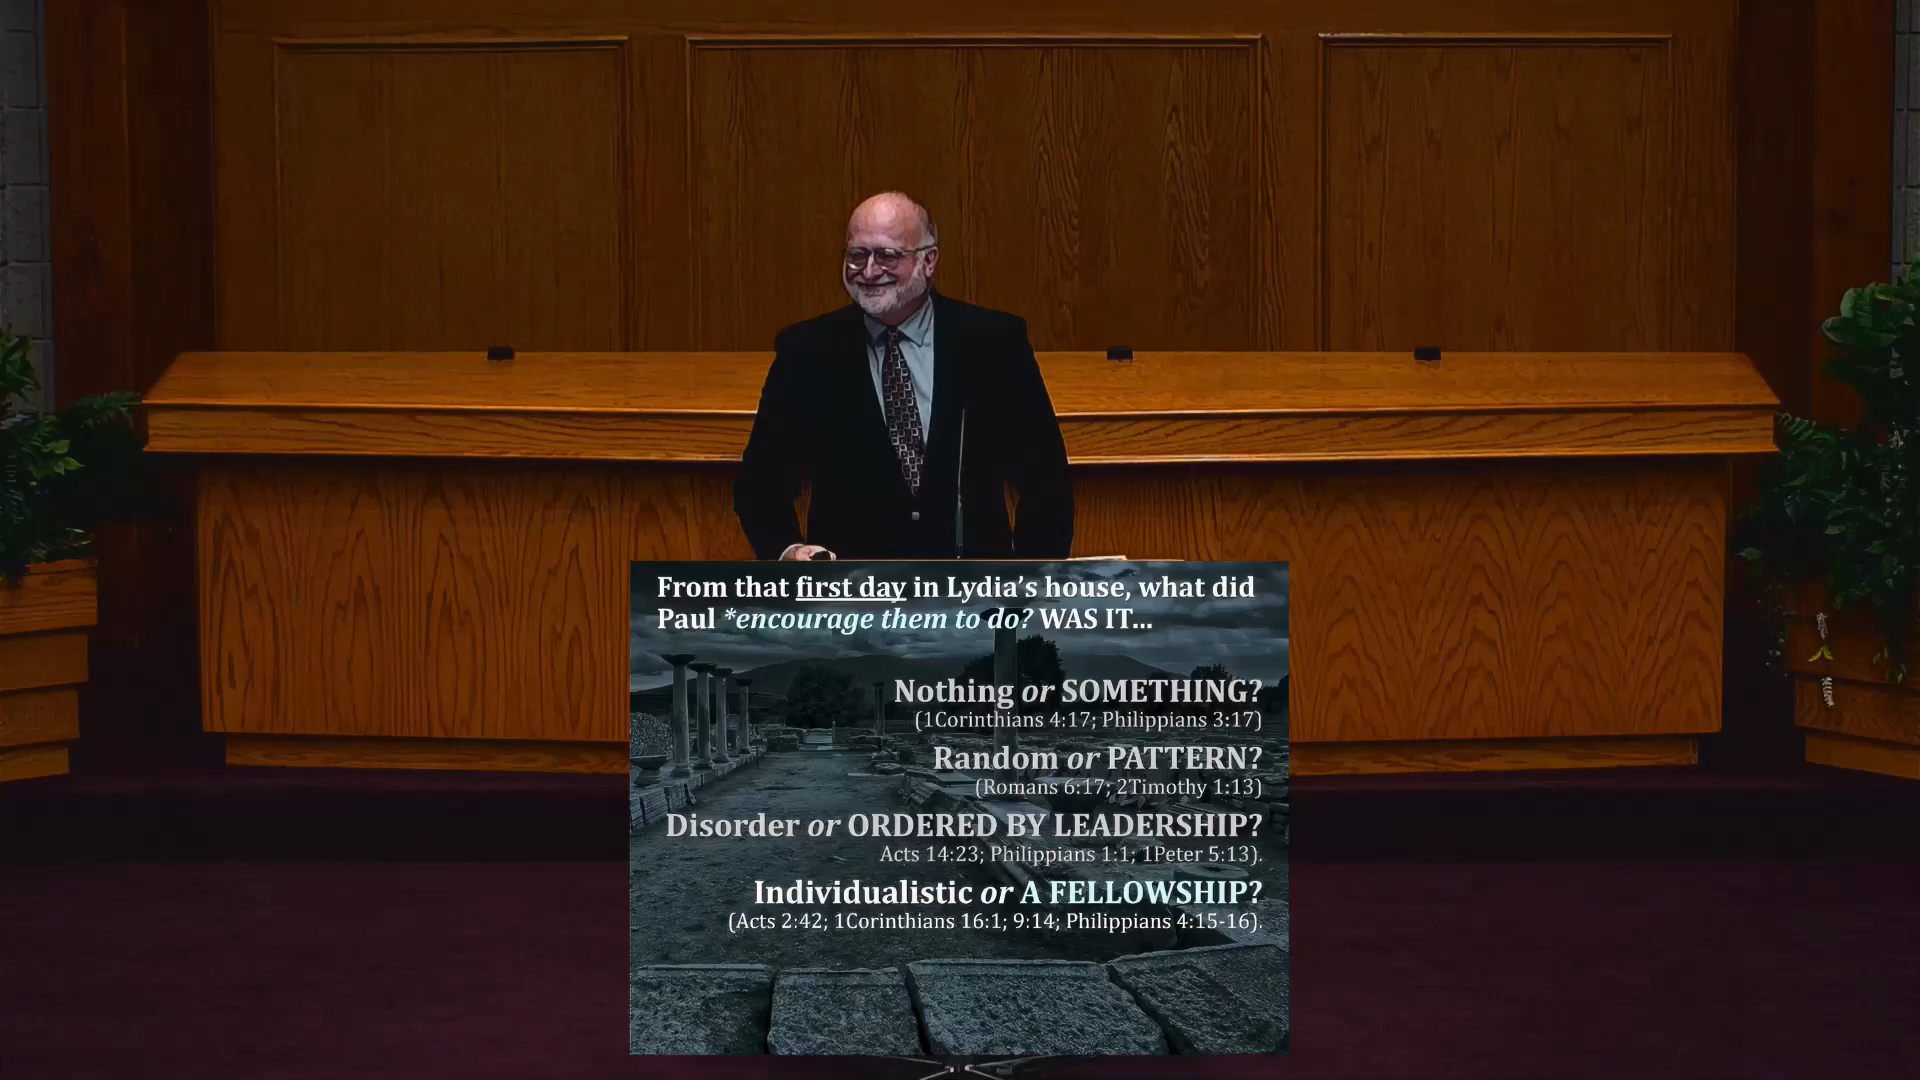 From that first day in Lydia's house, what did
Paul *encourage them to do? WAS IT...
Nothing or SOMETHING?
(1Corinthians 4:17; Philippians 3:17)
Random or PATTERN?
(Romans 6:17; 2Timothy 1:13)
Disorder or ORDERED BY LEADERSHIP?
Acts 14:23; Philippians 1:1; 1Peter 5:13).
Individualistic or A FELLOWSHIP?
(Acts 2:42; 1Corinthians 16:1; 9:14; Philippians 4:15-16).